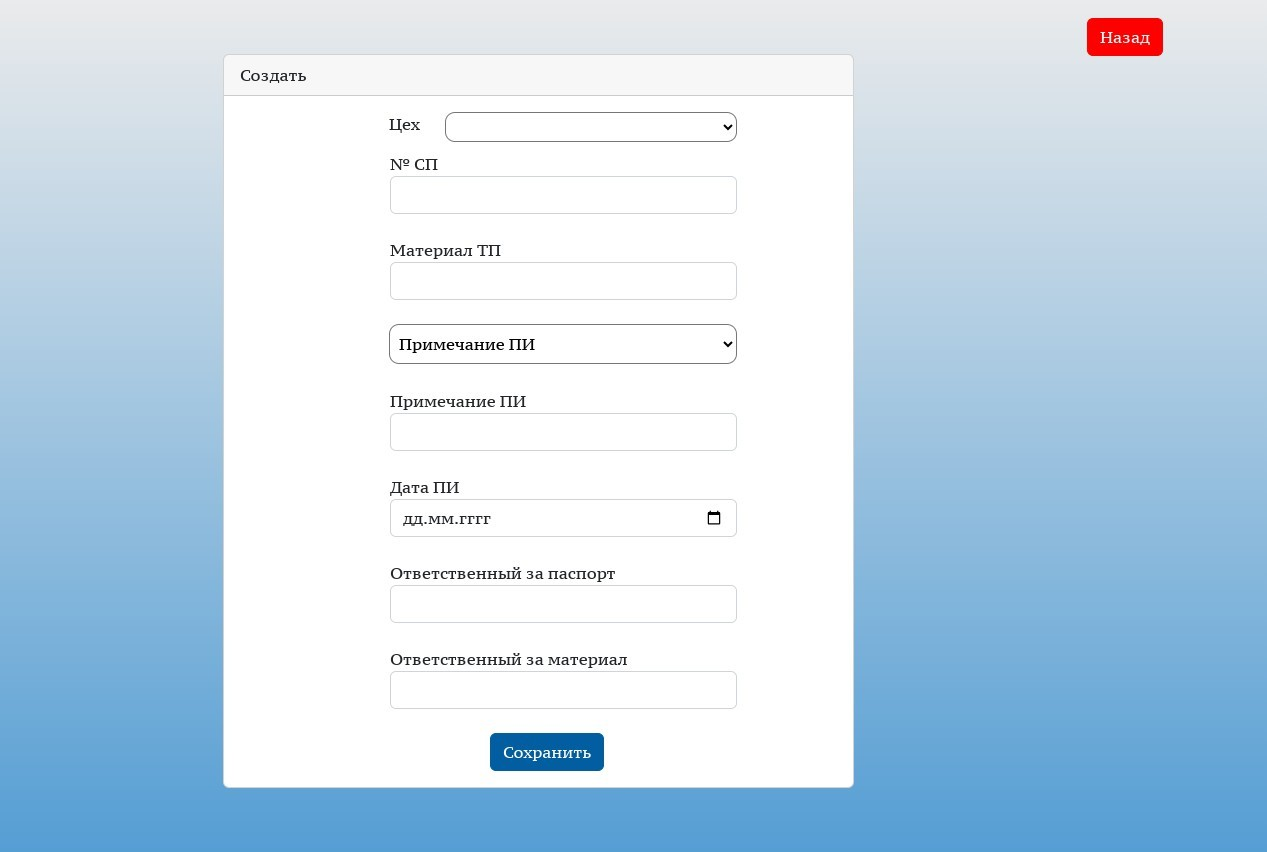 Назад
Создать
Цех
№ СП
Материал ТП
Примечание ПИ
Примечание ПИ
Дата ПИ
дд.мм.гггг
Ответственный за паспорт
Ответственный за материал
Сохранить